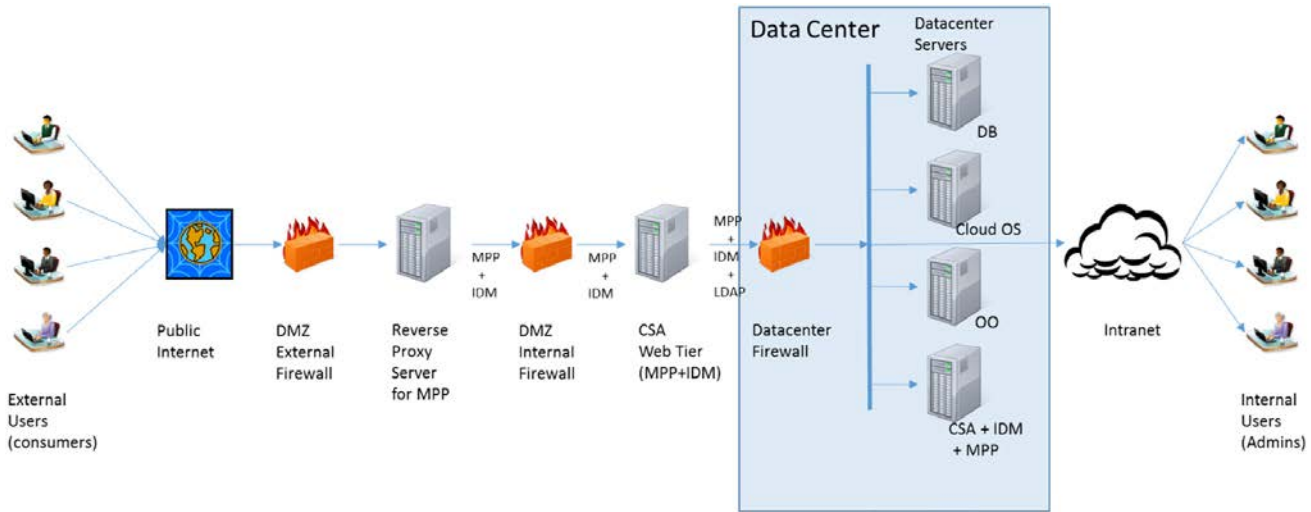 Data Center
Datacenter
Servers
DB
Cloud OS
OO
CSA + IDM
+ MPP
MPP
+
IDM
MPP
+
IDM
MPP
+
IDM
+
LDAP
External
Users
(consumers)
Public
Internet
DMZ
External
Firewall
Reverse
Proxy
Server
for MPP
DMZ
Internal
Firewall
CSA
Web Tier
(MPP+IDM)
Datacenter
Firewall
Intranet
Internal
Users
(Admins)